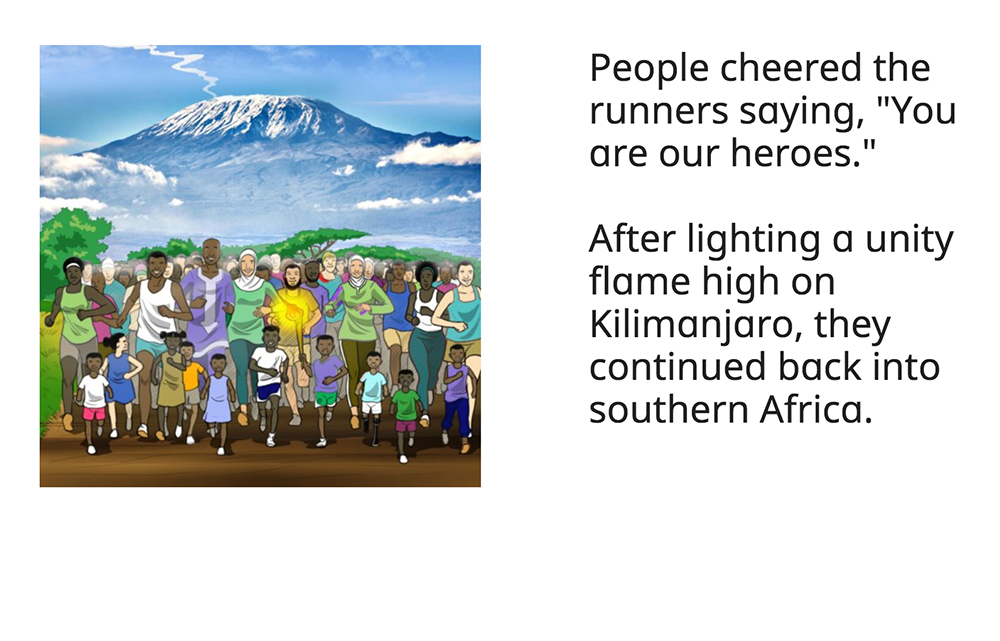 People cheered the
runners saying, "You
are our heroes."
After lighting a unity
flame high on
Kilimanjaro, they
continued back into
southern Africa.